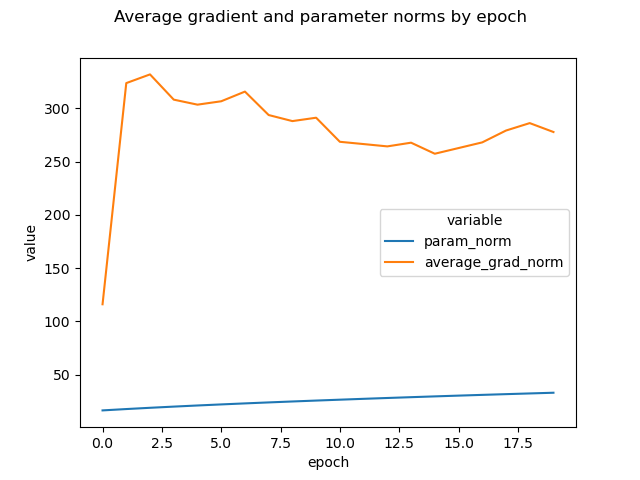 Average gradient and parameter norms by epoch
300
250
200
150
100
50
value
variable
param_norm
average_grad_norm
0.0 2.5 5.0 7.5 10.0 12.5 15.0 17.5
epoch